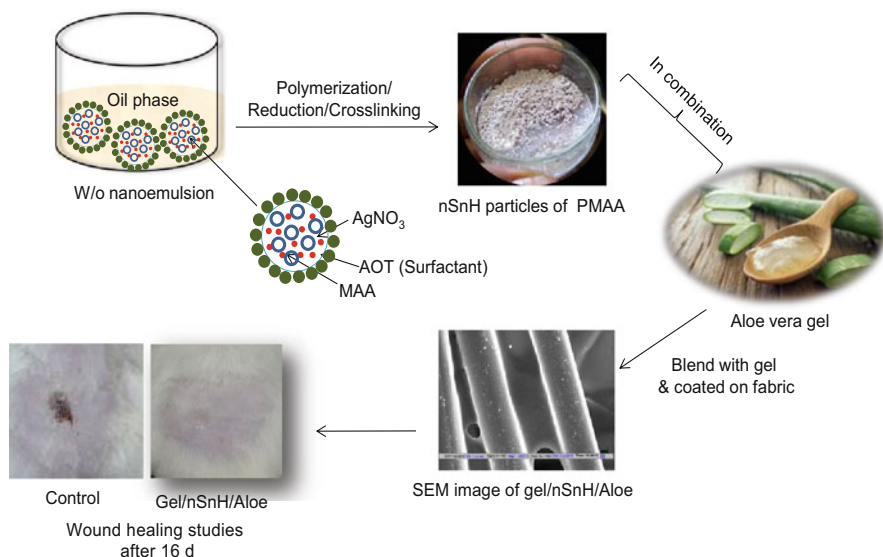 Oil phase
W/o nanoemulsion
Polymerization/
Reduction/Crosslinking
nSnH particles of PMAA
In combination
AgNO₃
AOT (Surfactant)
MAA
Aloe vera gel
Blend with gel
& coated on fabric
SEM image of gel/nSnH/Aloe
Control
Gel/nSnH/Aloe
Wound healing studies
after 16 d